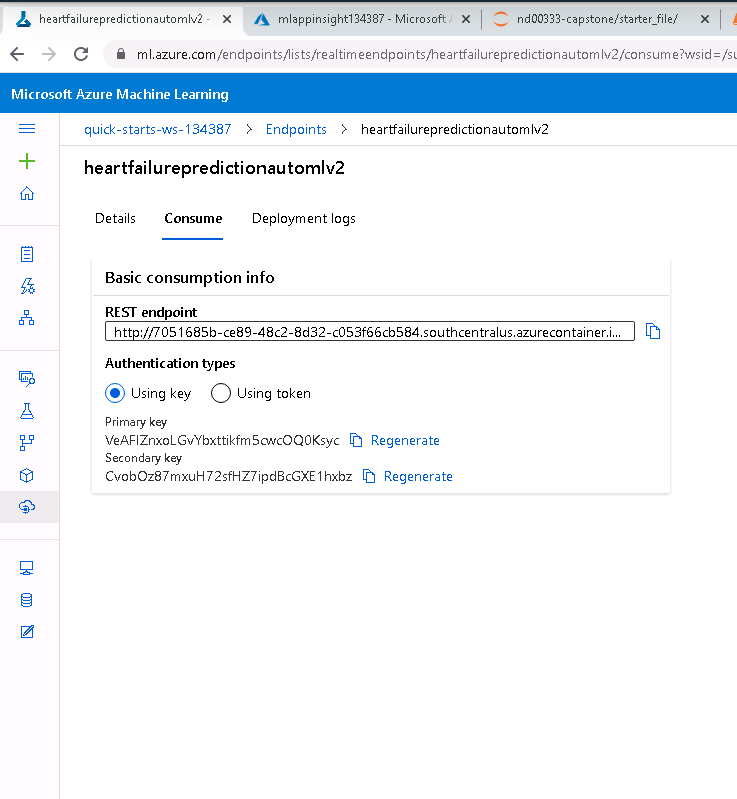 heartfailurepredictionautomlv2 -
mlappinsight134387 - Microsoft A
nd00333-capstone/starter_file/
ml.azure.com/endpoints/lists/realtimeendpoints/heartfailurepredictionautomlv2/consume?wsid=/su
Microsoft Azure Machine Learning
quick-starts-ws-134387 > Endpoints > heartfailurepredictionautomlv2
heartfailurepredictionautomlv2
Details Consume Deployment logs
Basic consumption info
REST endpoint
http://7051685b-ce89-48c2-8d32-c053f66cb584.southcentralus.azurecontainer.i...
Authentication types
Using key Using token
Primary key
VeAFIZnxoLGvYbxttikfm5cwcOQ0Ksyc Regenerate
Secondary key
CvobOz87mxuH72sfHZ7ipdBcGXE1hxbz Regenerate